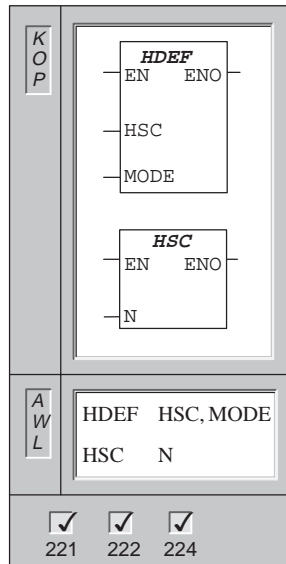 K
O
P
HDEF
EN ENO
HSC
MODE
HSC
EN ENO
N
A
W
L
HDEF HSC, MODE
HSC N
221 222 224